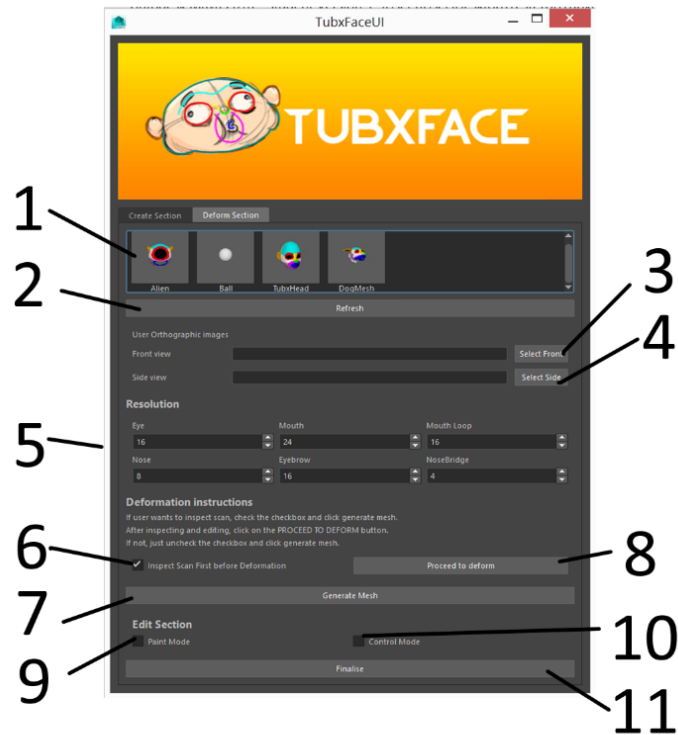 TubxFaceUI
TUBXFACE
Create Section Deform Section
1
Alien Ball TubxHead DogMesh
2
Refresh
3
User Orthographic images
Front view Select Front
4
Side view Select Side
Resolution
Eye Mouth Mouth Loop
5
16 24 16
Nose Eyebrow NoseBridge
8 16 4
Deformation instructions
If user wants to inspect scan, check the checkbox and click generate mesh.
After inspecting and editing, click on the PROCEED TO DEFORM button.
If not, just uncheck the checkbox and click generate mesh.
6
Inspect Scan First before Deformation Proceed to deform
8
7
Generate Mesh
Edit Section
9
Paint Mode Control Mode
10
Finalise
11